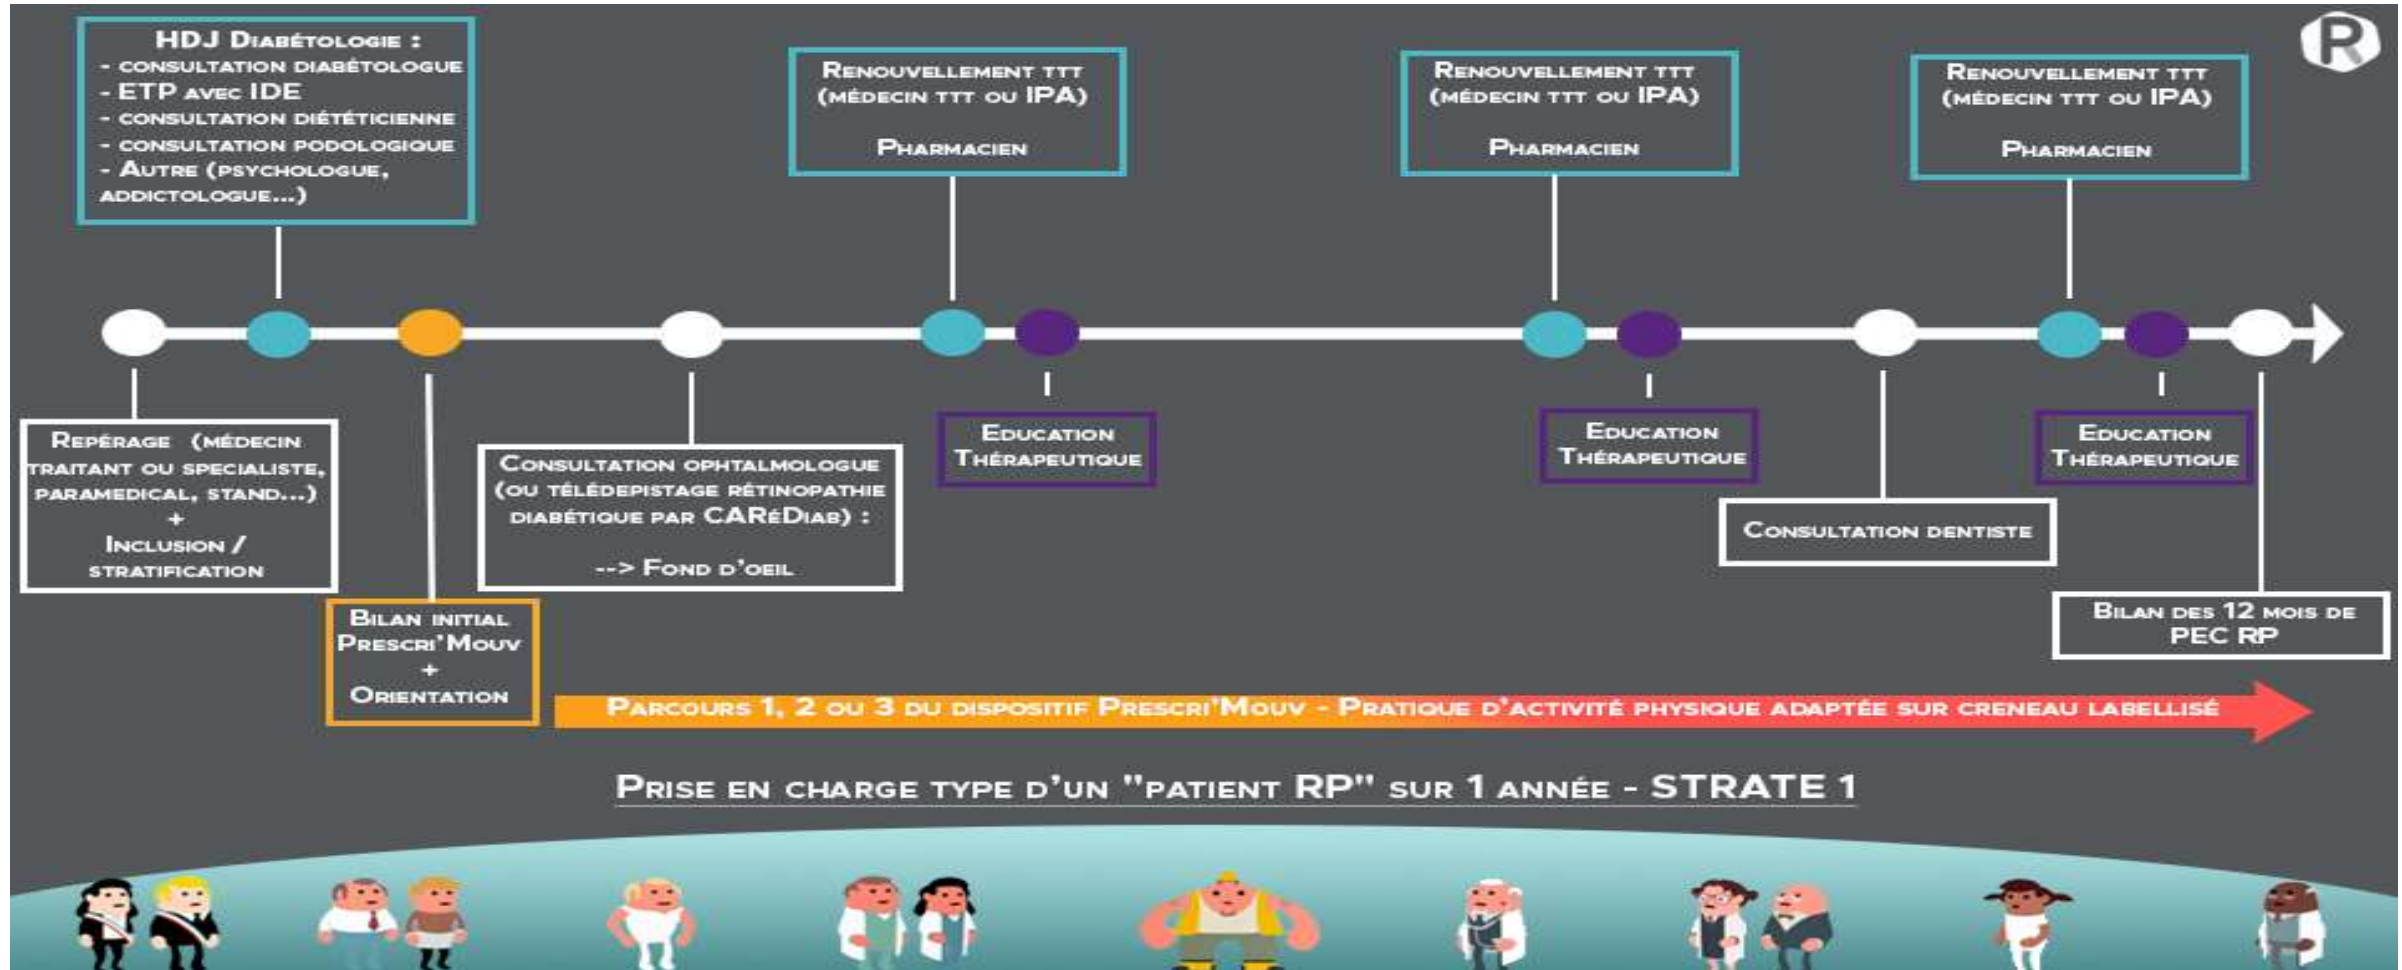 HDJ Diabétologie :
- consultation diabétologue
- ETP avec IDE
- consultation diététicienne
- consultation podologique
- Autre (psychologue,
addictologue...)
Renouvellement ttt
(médecin ttt ou IPA)
Pharmacien
Renouvellement ttt
(médecin ttt ou IPA)
Pharmacien
Renouvellement ttt
(médecin ttt ou IPA)
Pharmacien
R
Repérage (médecin
traitant ou specialiste,
paramedical, stand...)
+
Inclusion /
stratification
Bilan initial
Prescri'Mouv
+
Orientation
Consultation ophtalmologue
(ou télédepistage rétinopathie
diabétique par CARéDiab) :
--> Fond d'oeil
Education
Thérapeutique
Education
Thérapeutique
Consultation dentiste
Education
Thérapeutique
Bilan des 12 mois de
PEC RP
Parcours 1, 2 ou 3 du dispositif Prescri'Mouv - Pratique d'activité physique adaptée sur creneau labellisé
Prise en charge type d'un "patient RP" sur 1 année - STRATE 1